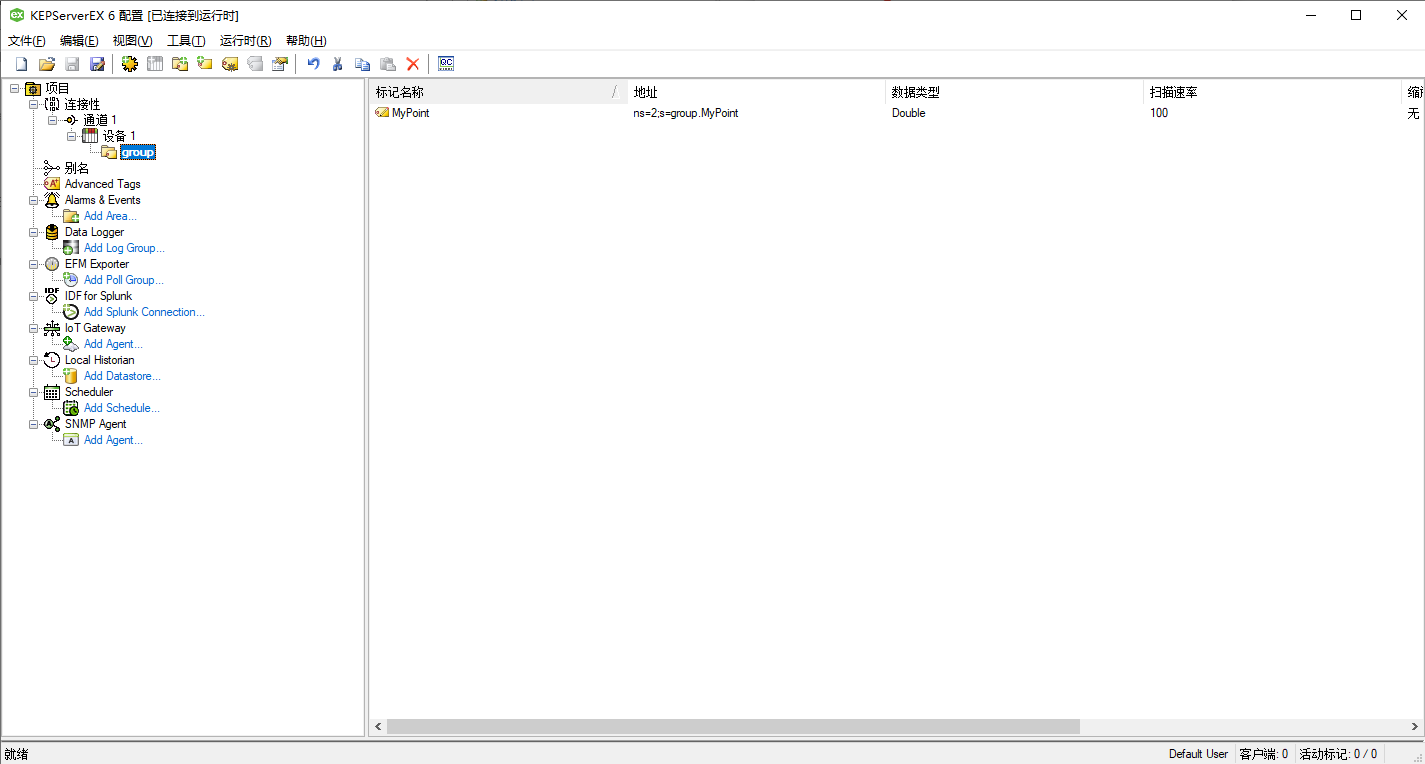 KEPServerEX 6 配置 [已连接到运行时]
文件(F) 编辑(E) 视图(V) 工具(T) 运行时(R) 帮助(H)
项目
连接性
通道 1
设备 1
group
别名
Advanced Tags
Alarms & Events
Add Area...
Data Logger
Add Log Group...
EFM Exporter
Add Poll Group...
IDF for Splunk
Add Splunk Connection...
IoT Gateway
Add Agent...
Local Historian
Add Datastore...
Scheduler
Add Schedule...
SNMP Agent
Add Agent...
标记名称 地址 数据类型 扫描速率
MyPoint ns=2;s=group.MyPoint Double 100 无
就绪 Default User 客户端: 0 活动标记: 0 / 0